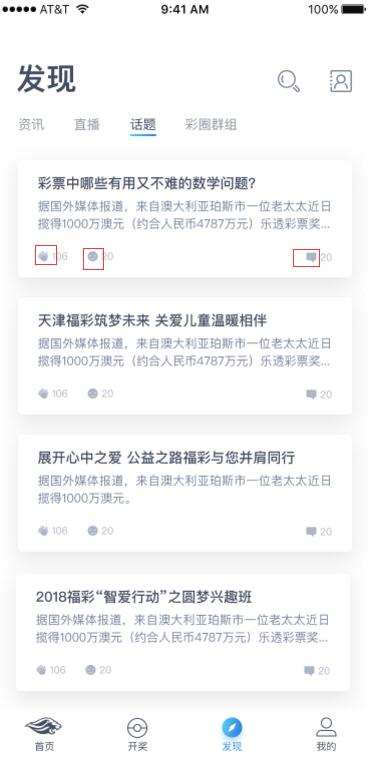 AT&T 9:41 AM 100%
发现
资讯 直播 话题 彩圈群组
彩票中哪些有用又不难的数学问题?
据国外媒体报道，来自澳大利亚珀斯市一位老太太近日
揽得1000万澳元（约合人民币4787万元）乐透彩票奖...
106 20 20
天津福彩筑梦未来 关爱儿童温暖相伴
据国外媒体报道，来自澳大利亚珀斯市一位老太太近日
揽得1000万澳元（约合人民币4787万元）乐透彩票奖...
106 20 20
展开心中之爱 公益之路福彩与您并肩同行
据国外媒体报道，来自澳大利亚珀斯市一位老太太近日
揽得1000万澳元。
106 20 20
2018福彩“智爱行动”之圆梦兴趣班
据国外媒体报道，来自澳大利亚珀斯市一位老太太近日
揽得1000万澳元（约合人民币4787万元）乐透彩票奖...
106 20 20
首页 开奖 发现 我的